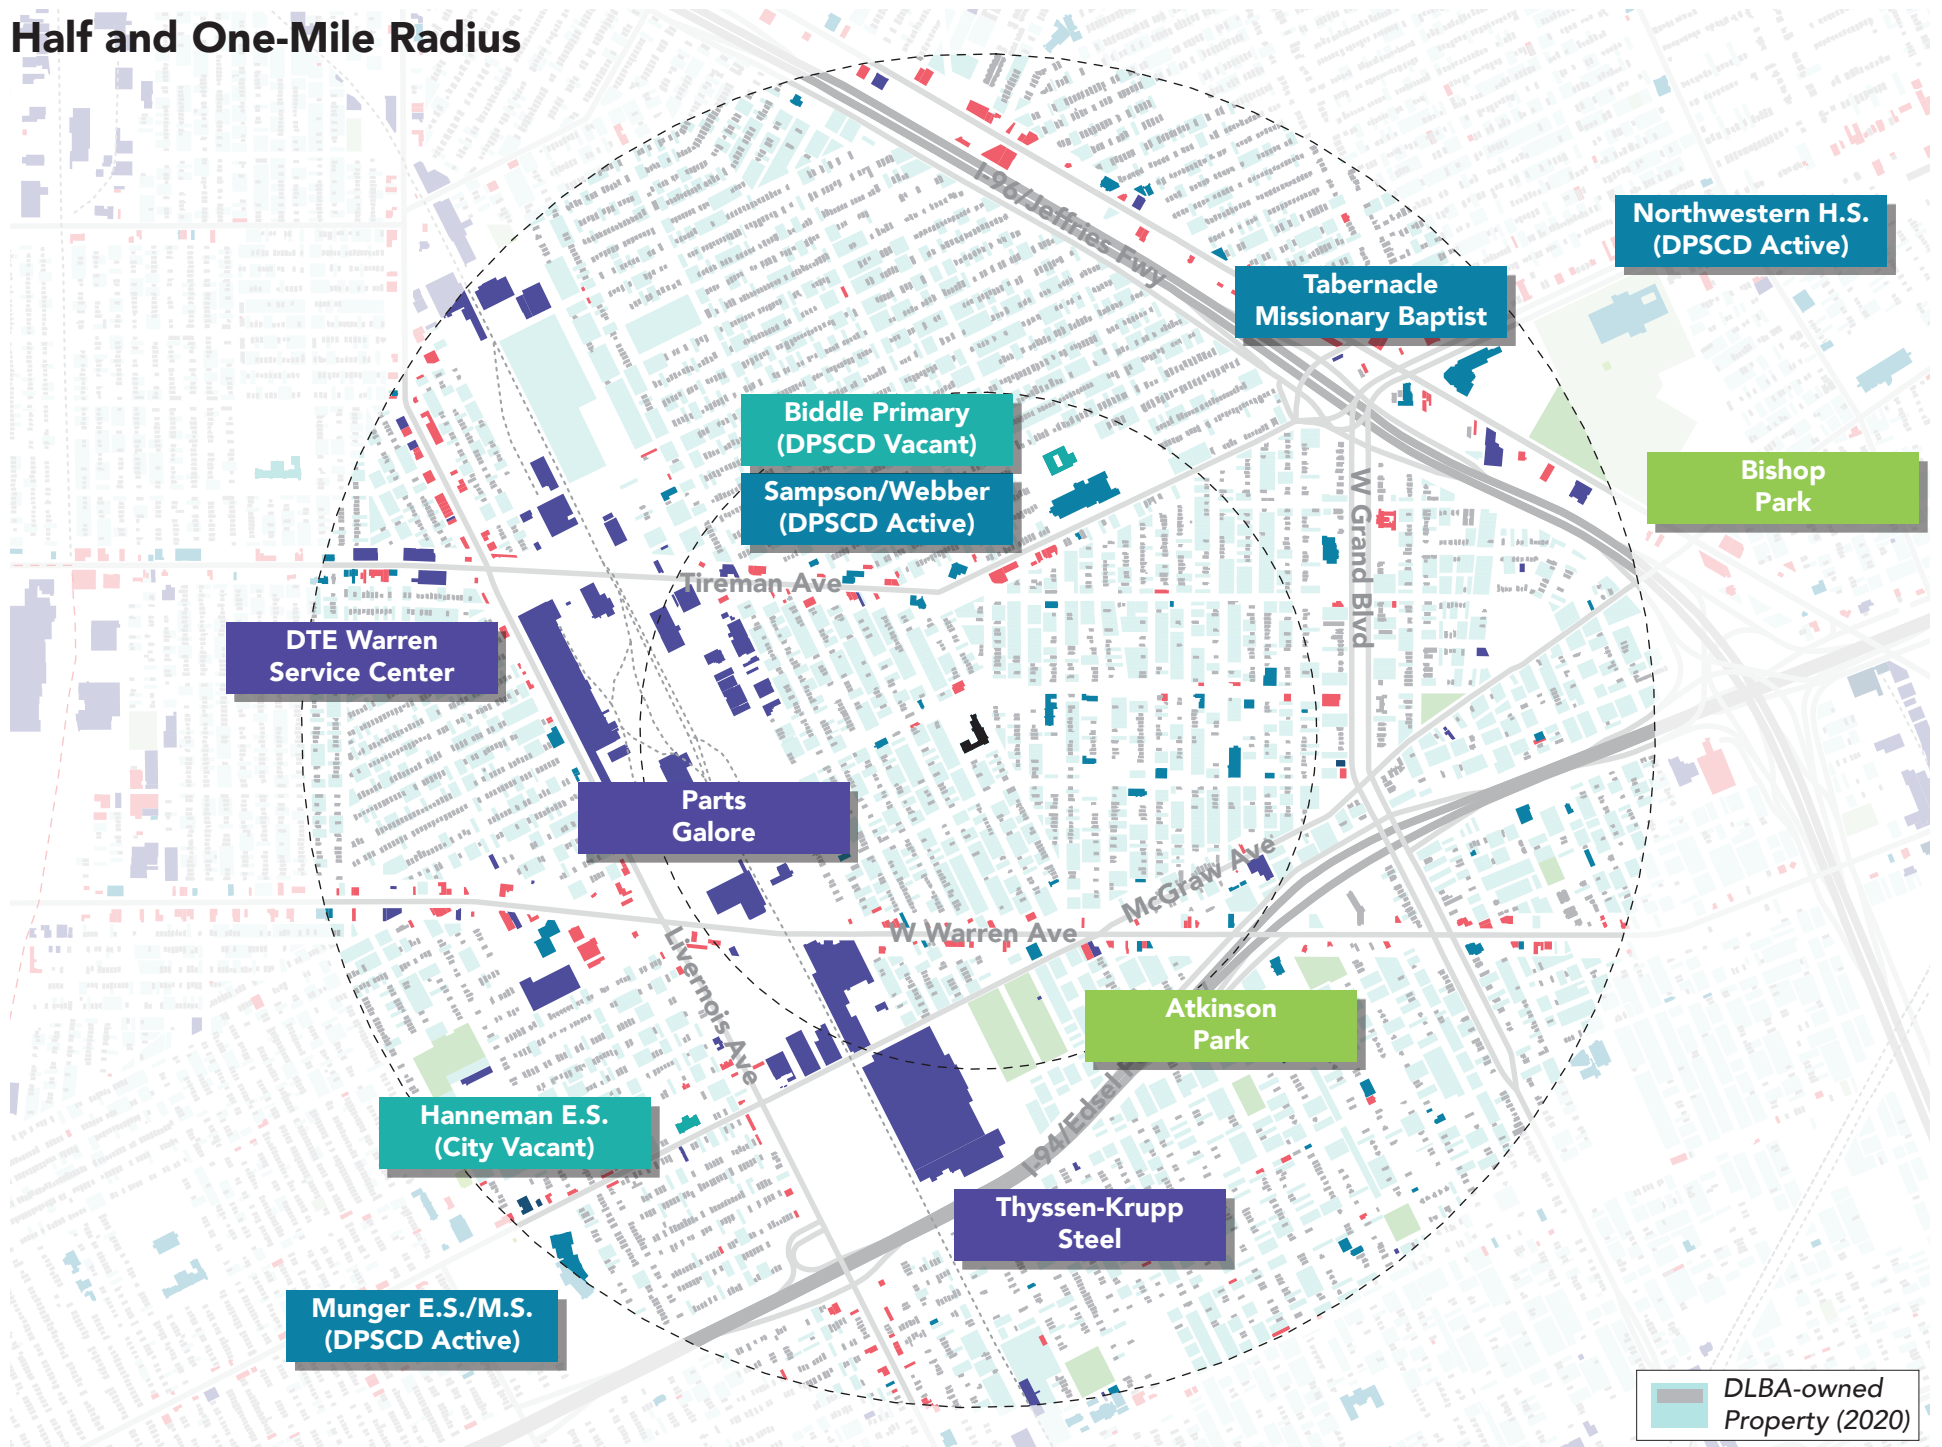 Half and One-Mile Radius
I-96/Jeffries Fwy
Northwestern H.S.
(DPSCD Active)
Tabernacle
Missionary Baptist
Biddle Primary
(DPSCD Vacant)
Sampson/Webber
(DPSCD Active)
Bishop
Park
W Grand Blvd
Tireman Ave
DTE Warren
Service Center
Parts
Galore
McGraw Ave
W Warren Ave
Livernois Ave
Atkinson
Park
I-94/Edsel
Hanneman E.S.
(City Vacant)
Thyssen-Krupp
Steel
Munger E.S./M.S.
(DPSCD Active)
DLBA-owned
Property (2020)